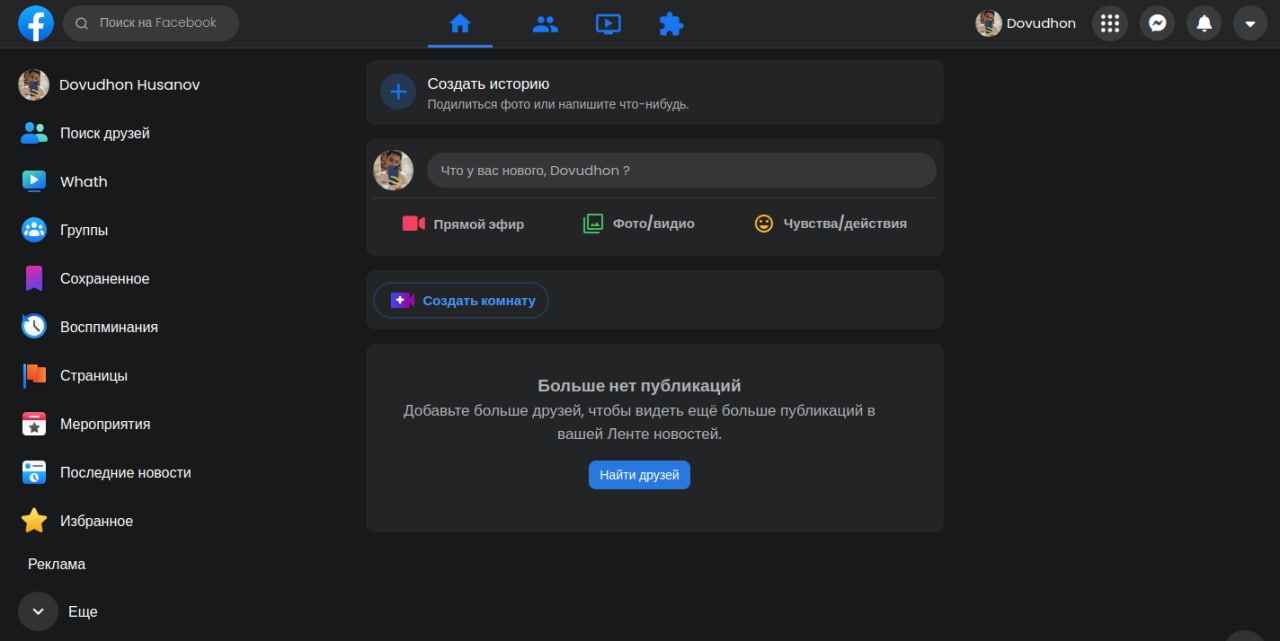 Поиск на Facebook
Dovudhon
Dovudhon Husanov
Поиск друзей
Whath
Группы
Сохраненное
Восппминания
Страницы
Мероприятия
Последние новости
Избранное
Реклама
Еще
Создать историю
Подилиться фото или напишите что-нибудь.
Что у вас нового, Dovudhon ?
Прямой эфир
Фото/видио
Чувства/действия
Создать комнату
Больше нет публикаций
Добавьте больше друзей, чтобы видеть ещё больше публикаций в
вашей Ленте новостей.
Найти друзей